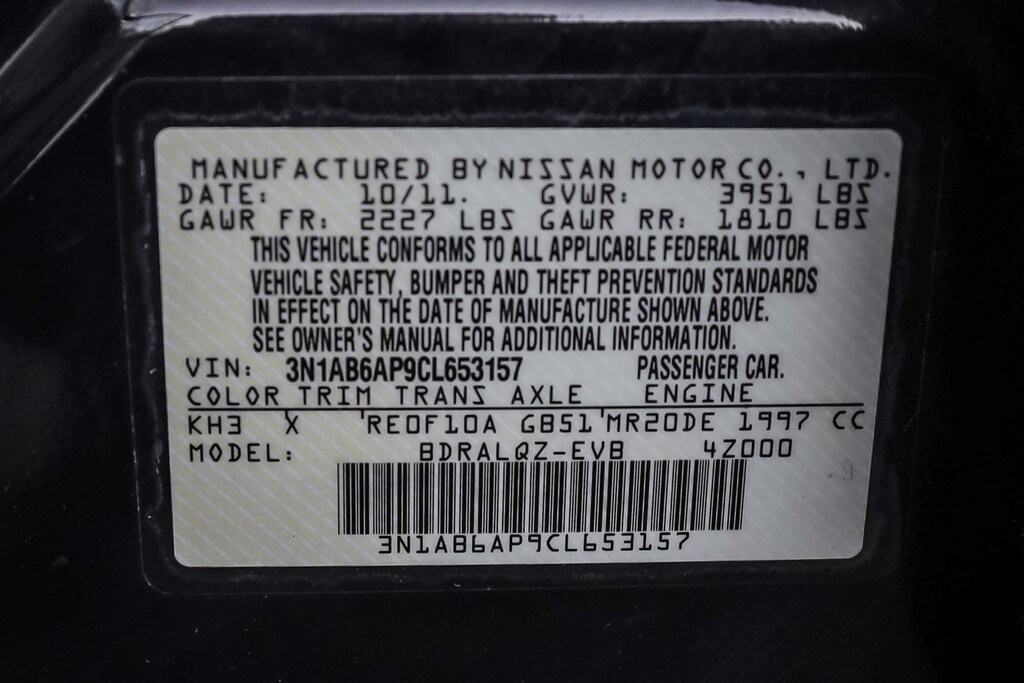 MANUFACTURED BY NISSAN MOTOR CO., LTD.
DATE: 10/11. GVWR: 3951 LBS
GAWR FR: 2227 LBS GAWR RR: 1810 LBS
THIS VEHICLE CONFORMS TO ALL APPLICABLE FEDERAL MOTOR
VEHICLE SAFETY, BUMPER AND THEFT PREVENTION STANDARDS
IN EFFECT ON THE DATE OF MANUFACTURE SHOWN ABOVE.
SEE OWNER'S MANUAL FOR ADDITIONAL INFORMATION.
VIN: 3N1AB6AP9CL653157 PASSENGER CAR.
COLOR TRIM TRANS AXLE ENGINE
KH3 X 'RE0F10A GB51'MR20DE 1997 CC
MODEL: BDRALQZ-EVB 4Z000
3N1AB6AP9CL653157